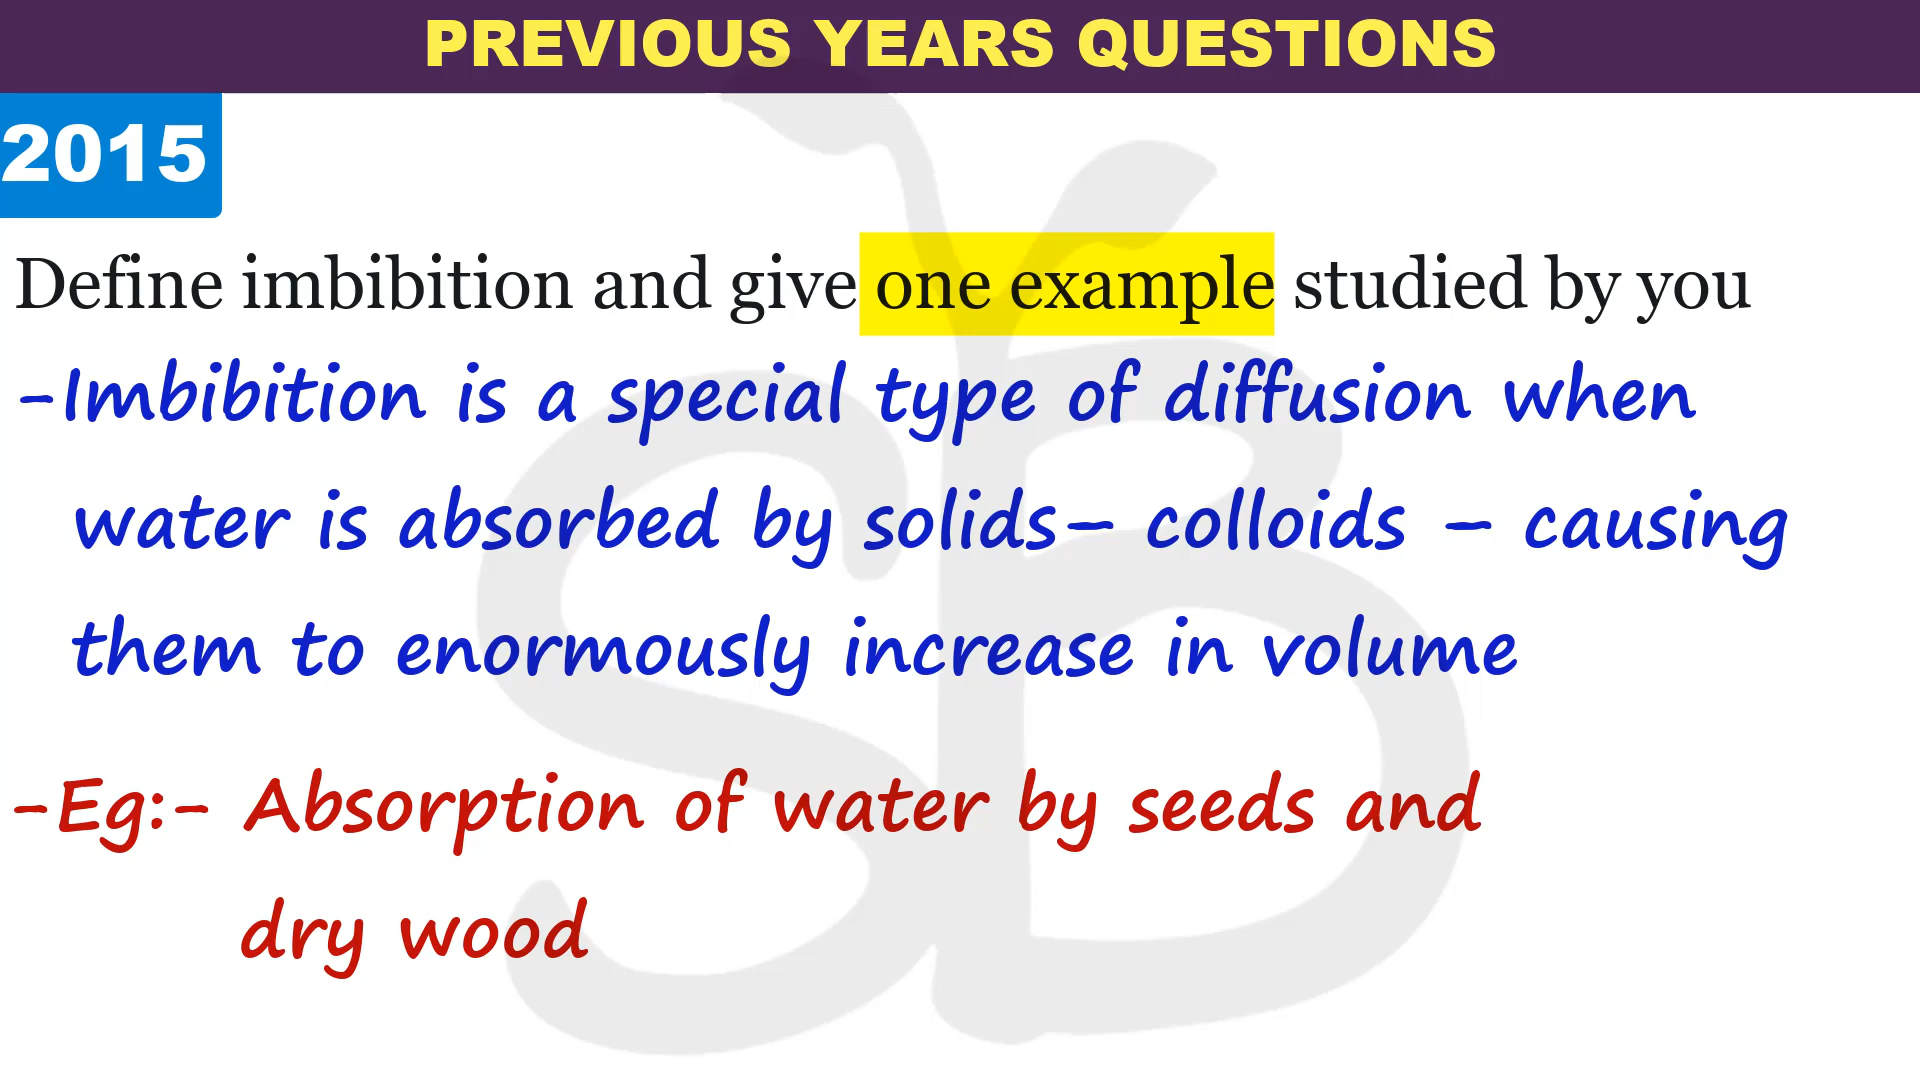 PREVIOUS YEARS QUESTIONS
2015
Define imbibition and give one example studied by you
-Imbibition is a special type of diffusion when
water is absorbed by solids– colloids – causing
them to enormously increase in volume
-Eg:- Absorption of water by seeds and
dry wood
SB